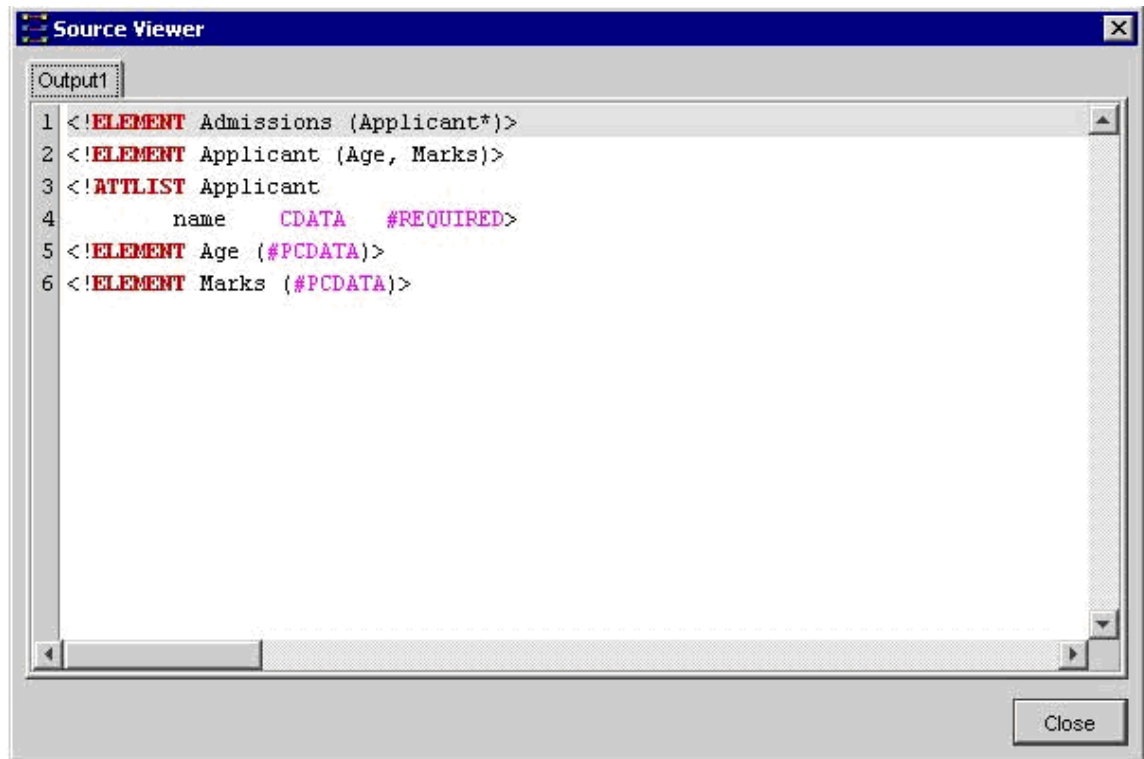 Source Viewer
Output1
1 <!ELEMENT Admissions (Applicant*)>
2 <!ELEMENT Applicant (Age, Marks)>
3 <!ATTLIST Applicant
4 name CDATA #REQUIRED>
5 <!ELEMENT Age (#PCDATA)>
6 <!ELEMENT Marks (#PCDATA)>
Close